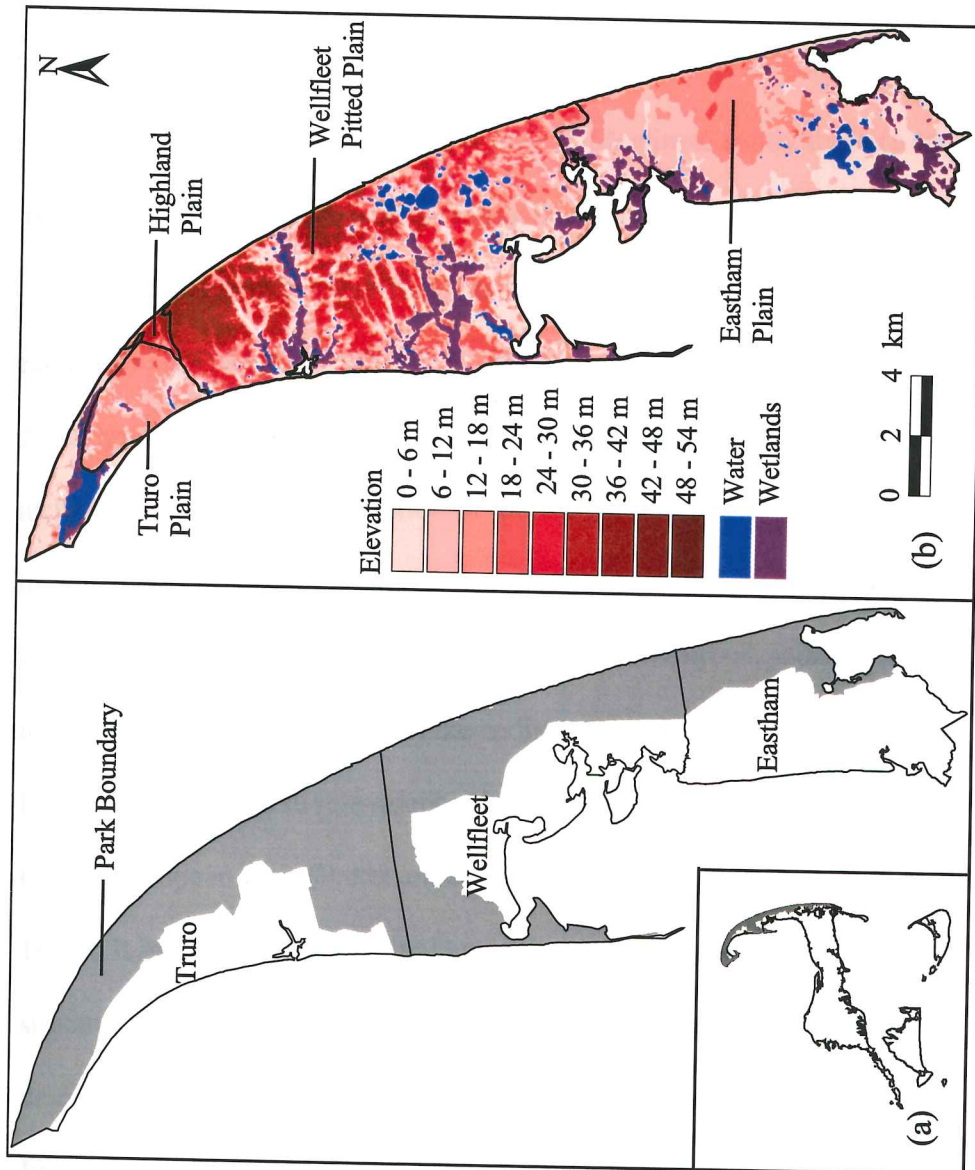 Park Boundary
Truro
Wellfleet
Eastham
(a)
N
Highland
Plain
Wellfleet
Pitted Plain
Truro
Plain
Eastham
Plain
Elevation
0 - 6 m
6 - 12 m
12 - 18 m
18 - 24 m
24 - 30 m
30 - 36 m
36 - 42 m
42 - 48 m
48 - 54 m
Water
Wetlands
0 2 4
km
(b)